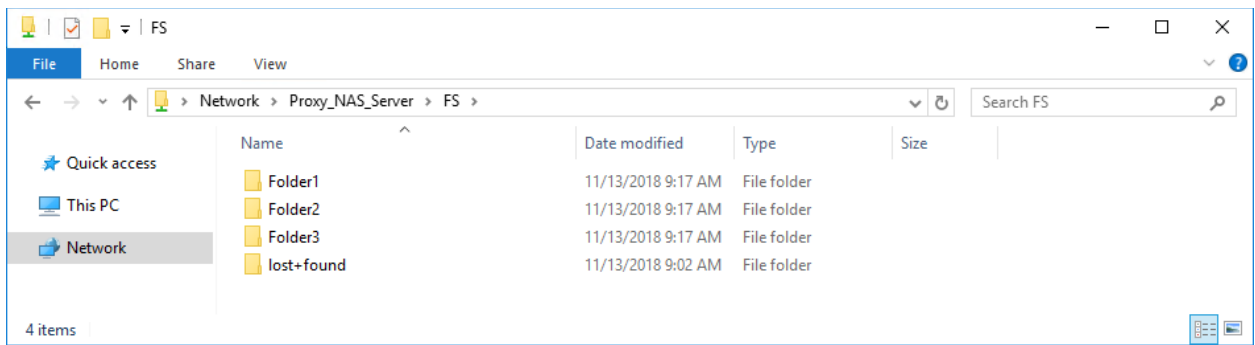 FS
File Home Share View
Network > Proxy_NAS_Server > FS > Search FS
Name Date modified Type Size
Quick access
This PC
Network
Folder1 11/13/2018 9:17 AM File folder
Folder2 11/13/2018 9:17 AM File folder
Folder3 11/13/2018 9:17 AM File folder
lost+found 11/13/2018 9:02 AM File folder
4 items